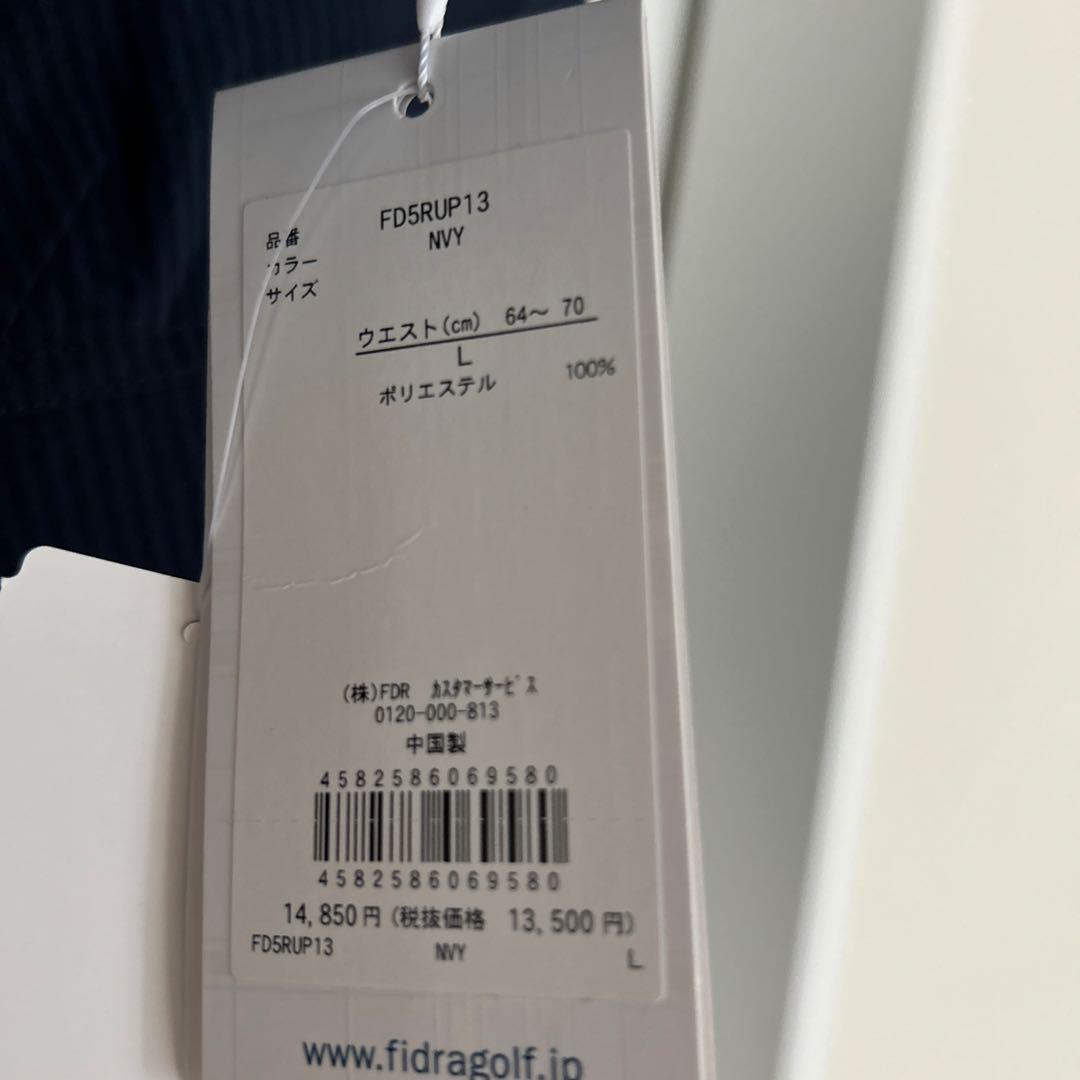 品番 FD5RUP13
カラー NVY
サイズ
ウエスト(cm) 64〜 70
L
ポリエステル 100%
(株)FDR ｶｽﾀﾏｰｻｰﾋﾞｽ
0120-000-813
中国製
4582586069580
4582586069580
14,850円(税抜価格 13,500円)
FD5RUP13 NVY L
www.fidragolf.jp